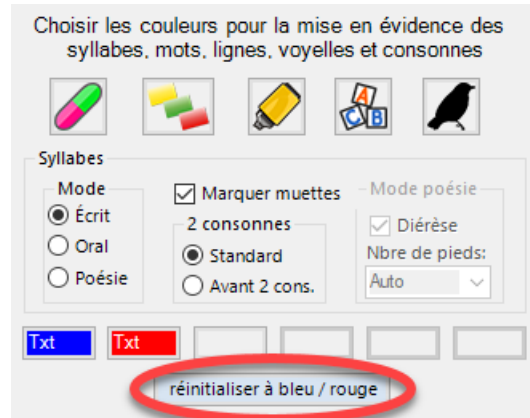 Choisir les couleurs pour la mise en évidence des
syllabes, mots, lignes, voyelles et consonnes
A
C B
Syllabes
Mode
Écrit
Oral
Poésie
Marquer muettes
2 consonnes
Standard
Avant 2 cons.
Mode poésie
Diérèse
Nbre de pieds:
Auto
Txt Txt
réinitialiser à bleu / rouge